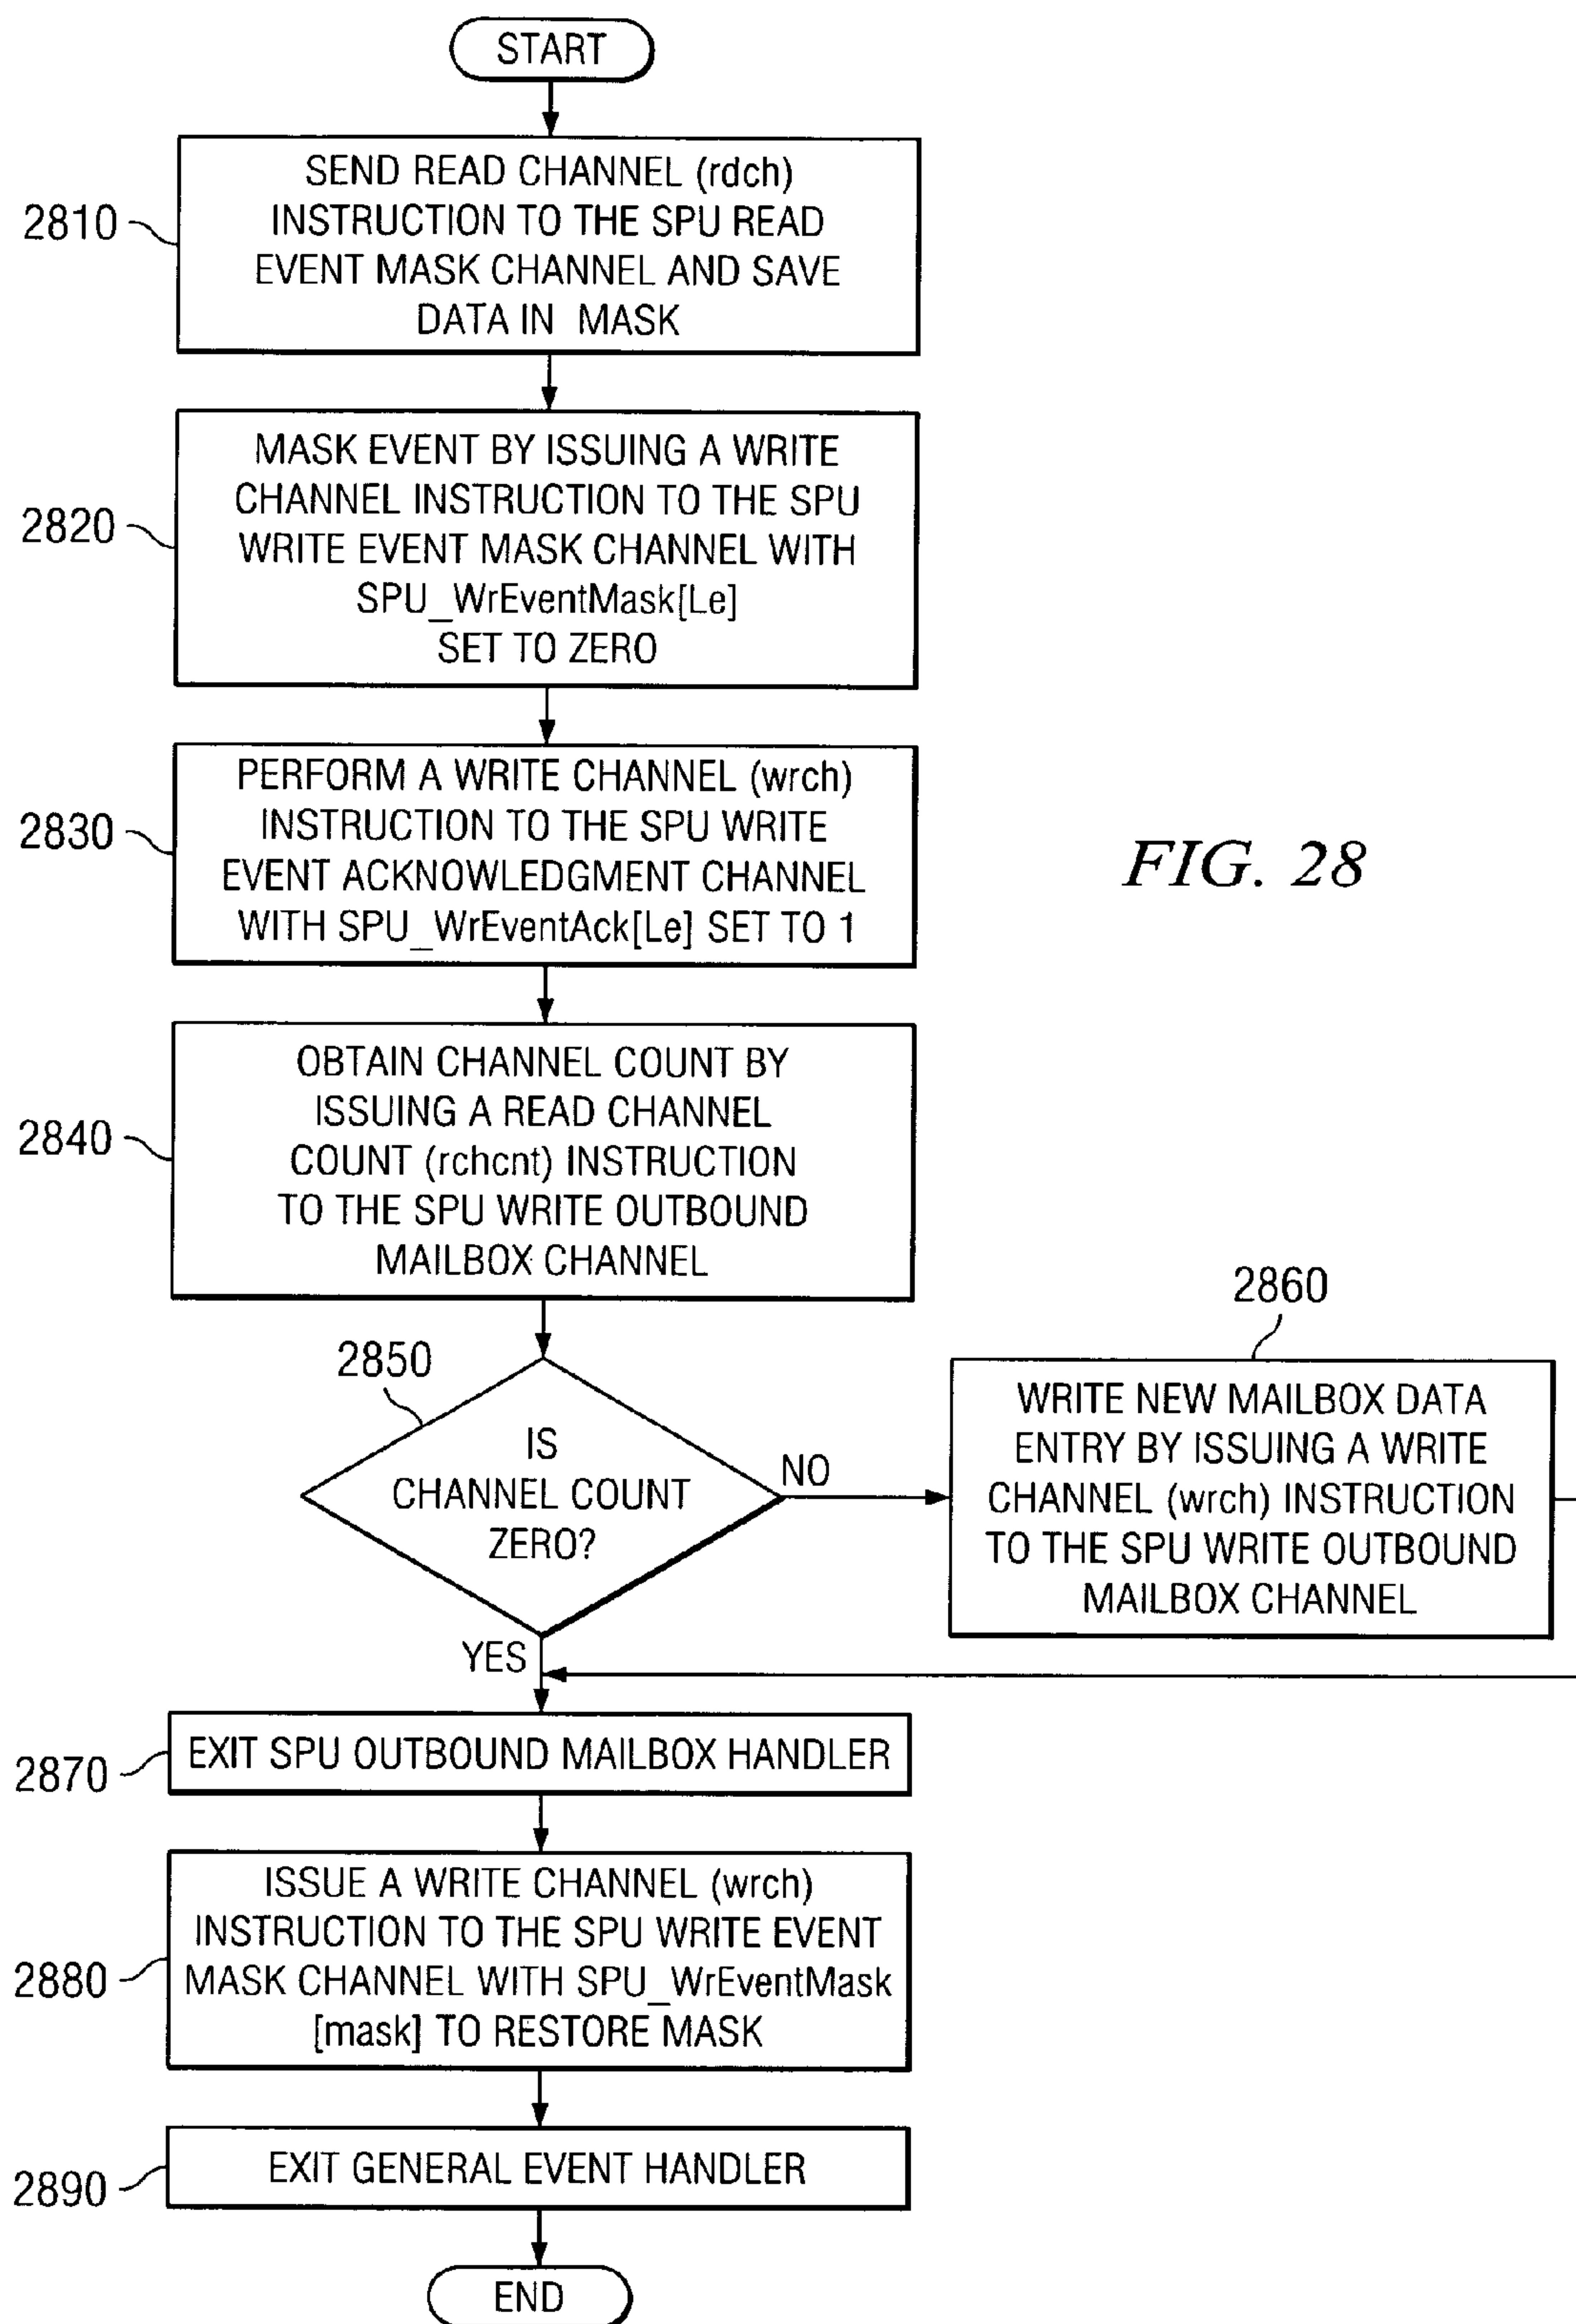 START
2810
SEND READ CHANNEL (rdch)
INSTRUCTION TO THE SPU READ
EVENT MASK CHANNEL AND SAVE
DATA IN MASK
2820
MASK EVENT BY ISSUING A WRITE
CHANNEL INSTRUCTION TO THE SPU
WRITE EVENT MASK CHANNEL WITH
SPU_WrEventMask[Le]
SET TO ZERO
2830
PERFORM A WRITE CHANNEL (wrch)
INSTRUCTION TO THE SPU WRITE
EVENT ACKNOWLEDGMENT CHANNEL
WITH SPU_WrEventAck[Le] SET TO 1
FIG. 28
2840
OBTAIN CHANNEL COUNT BY
ISSUING A READ CHANNEL
COUNT (rchcnt) INSTRUCTION
TO THE SPU WRITE OUTBOUND
MAILBOX CHANNEL
2850
IS
CHANNEL COUNT
ZERO?
NO
2860
WRITE NEW MAILBOX DATA
ENTRY BY ISSUING A WRITE
CHANNEL (wrch) INSTRUCTION
TO THE SPU WRITE OUTBOUND
MAILBOX CHANNEL
YES
2870
EXIT SPU OUTBOUND MAILBOX HANDLER
2880
ISSUE A WRITE CHANNEL (wrch)
INSTRUCTION TO THE SPU WRITE EVENT
MASK CHANNEL WITH SPU_WrEventMask
[mask] TO RESTORE MASK
2890
EXIT GENERAL EVENT HANDLER
END